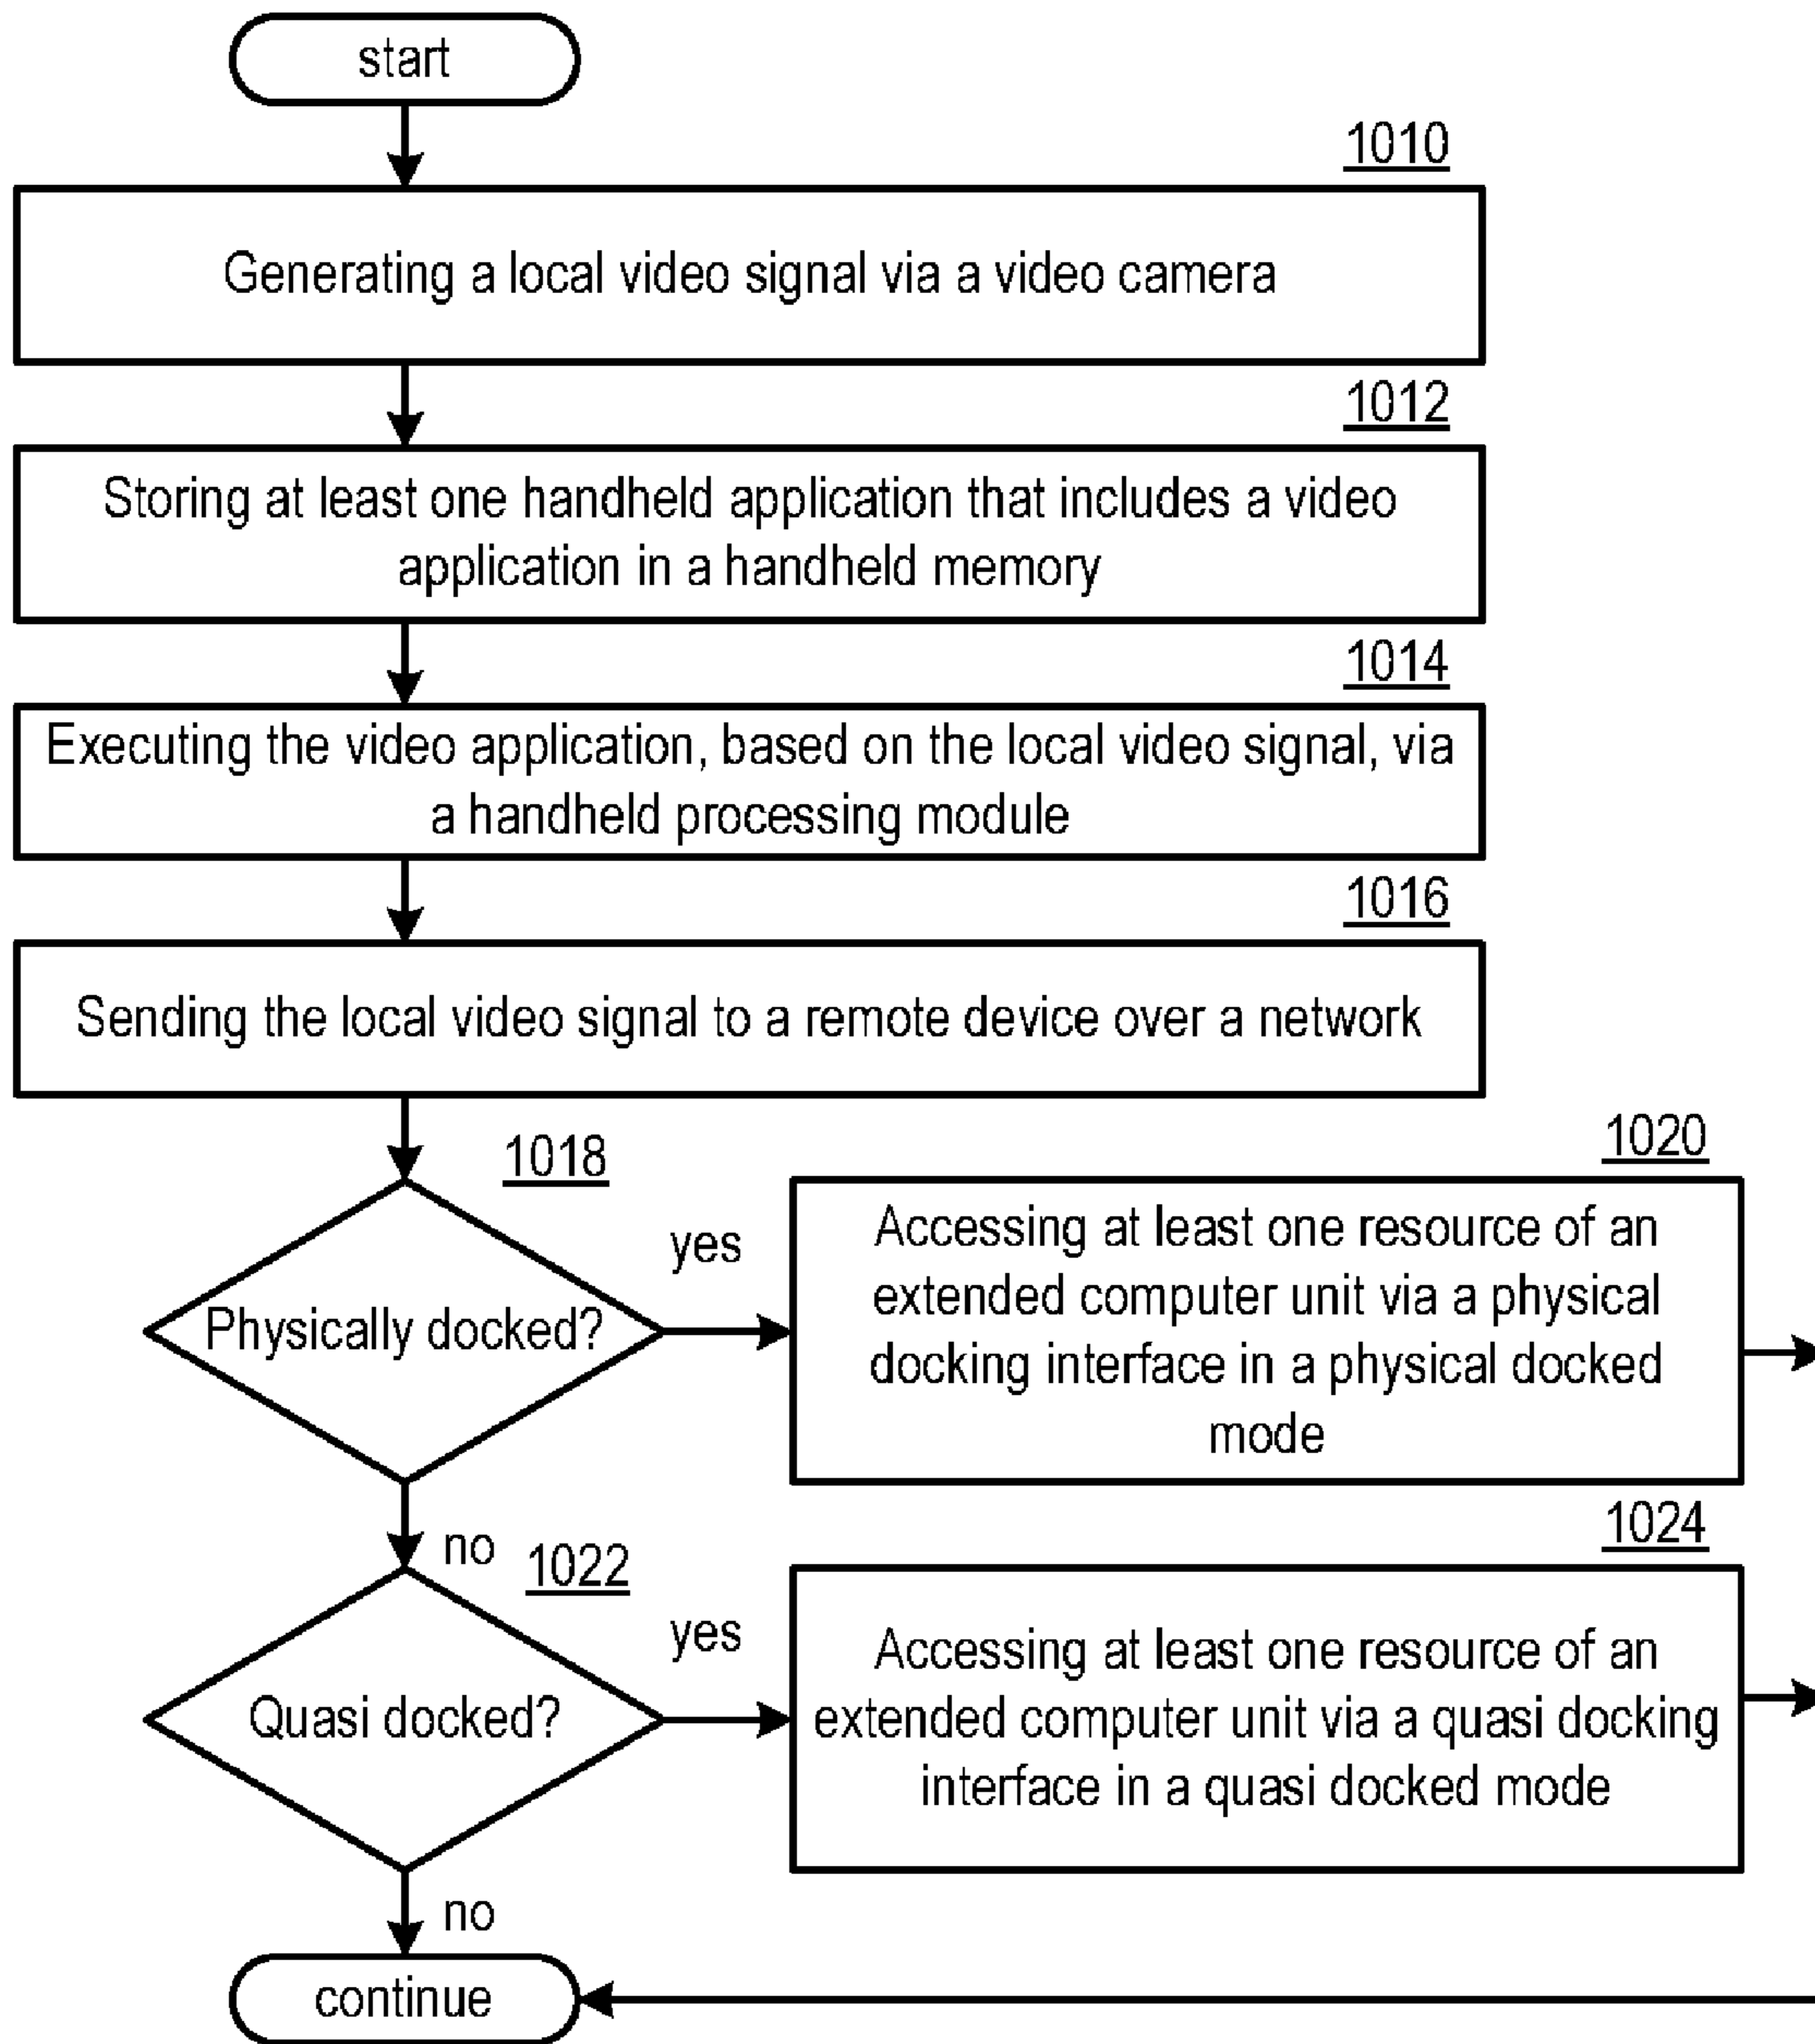 start
1010
Generating a local video signal via a video camera
1012
Storing at least one handheld application that includes a video
application in a handheld memory
1014
Executing the video application, based on the local video signal, via
a handheld processing module
1016
Sending the local video signal to a remote device over a network
1018
Physically docked?
yes
1020
Accessing at least one resource of an
extended computer unit via a physical
docking interface in a physical docked
mode
no
1022
Quasi docked?
yes
1024
Accessing at least one resource of an
extended computer unit via a quasi docking
interface in a quasi docked mode
no
continue